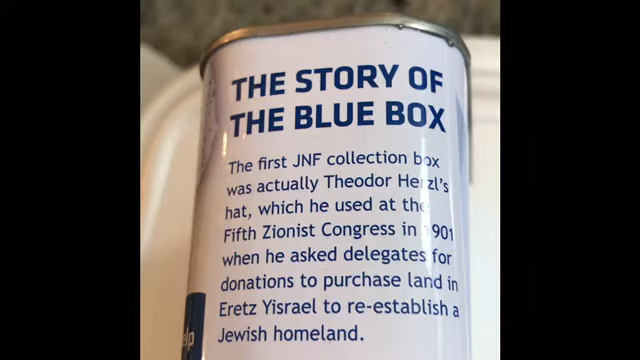 THE STORY OF
THE BLUE BOX
The first JNF collection box
was actually Theodor Herzl's
hat, which he used at the
Fifth Zionist Congress in 1901
when he asked delegates for
donations to purchase land in
Eretz Yisrael to re-establish a
Jewish homeland.